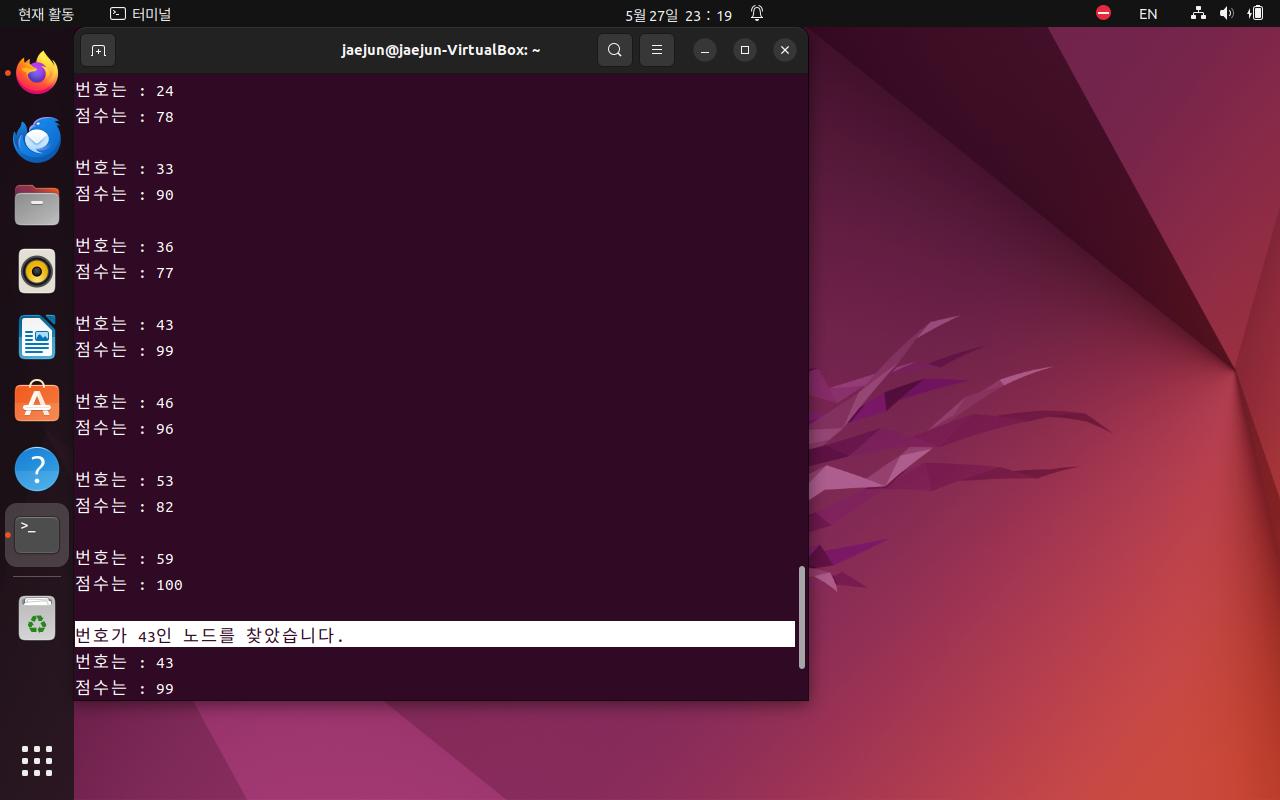 현재 활동
터미널
5월 27일 23 : 19
EN
jaejun@jaejun-VirtualBox: ~
번호는 : 24
점수는 : 78
번호는 : 33
점수는 : 90
번호는 : 36
점수는 : 77
번호는 : 43
점수는 : 99
번호는 : 46
점수는 : 96
번호는 : 53
점수는 : 82
번호는 : 59
점수는 : 100
번호가 43인 노드를 찾았습니다.
번호는 : 43
점수는 : 99